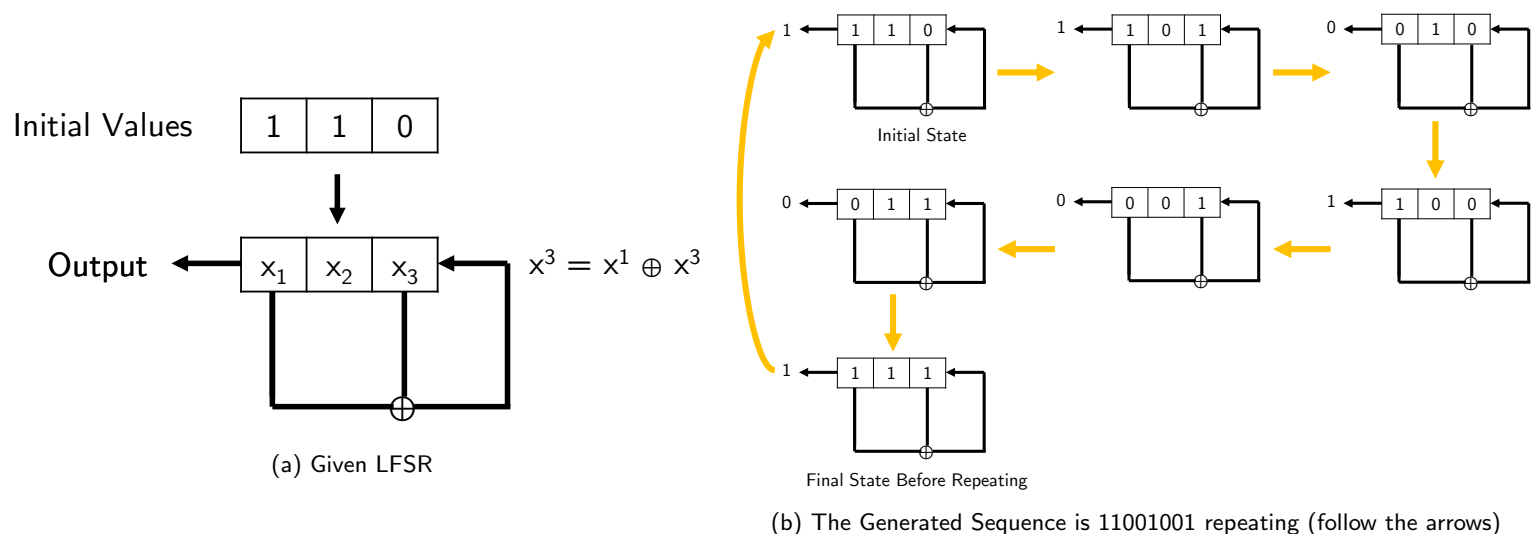 Initial Values 1 1 0
Output x₁ x₂ x₃ x³ = x¹ ⊕ x³
(a) Given LFSR
1 1 1 0
Initial State
1 1 0 1
0 0 1 0
1 1 0 0
0 0 0 1
0 0 1 1
1 1 1 1
Final State Before Repeating
(b) The Generated Sequence is 11001001 repeating (follow the arrows)